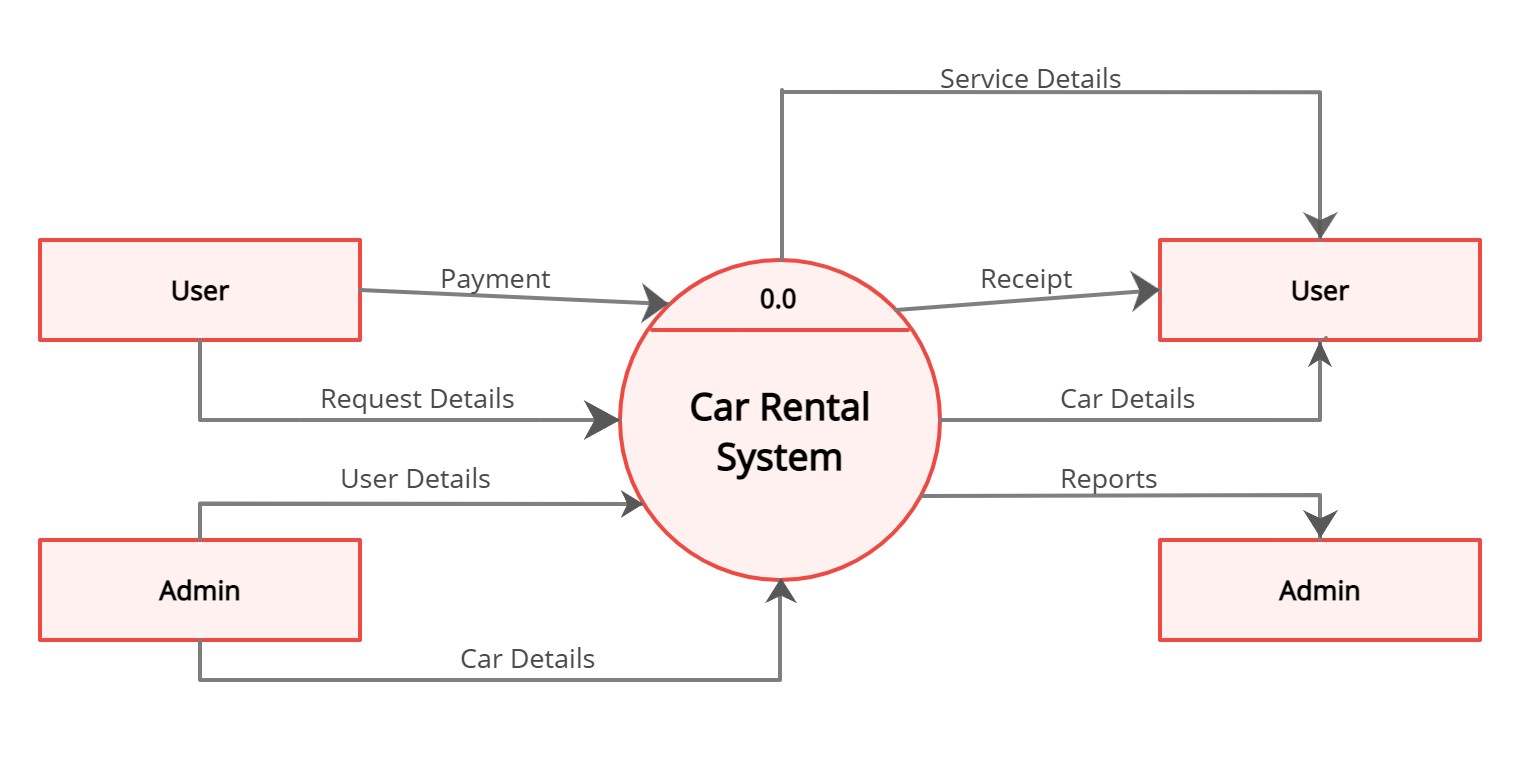 Service Details
User
Payment
0.0
Receipt
User
Request Details
Car Rental
System
Car Details
User Details
Reports
Admin
Admin
Car Details